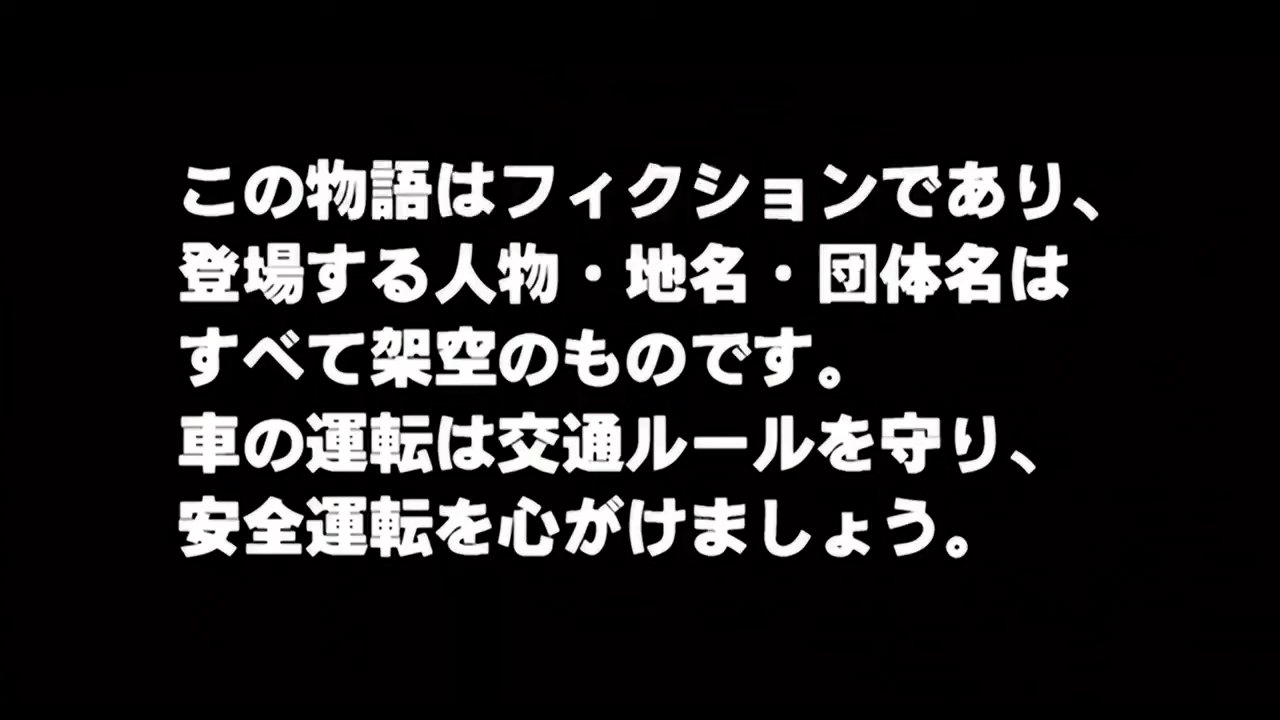 この物語はフィクションであり、
登場する人物・地名・団体名は
すべて架空のものです。
車の運転は交通ルールを守り、
安全運転を心がけましょう。